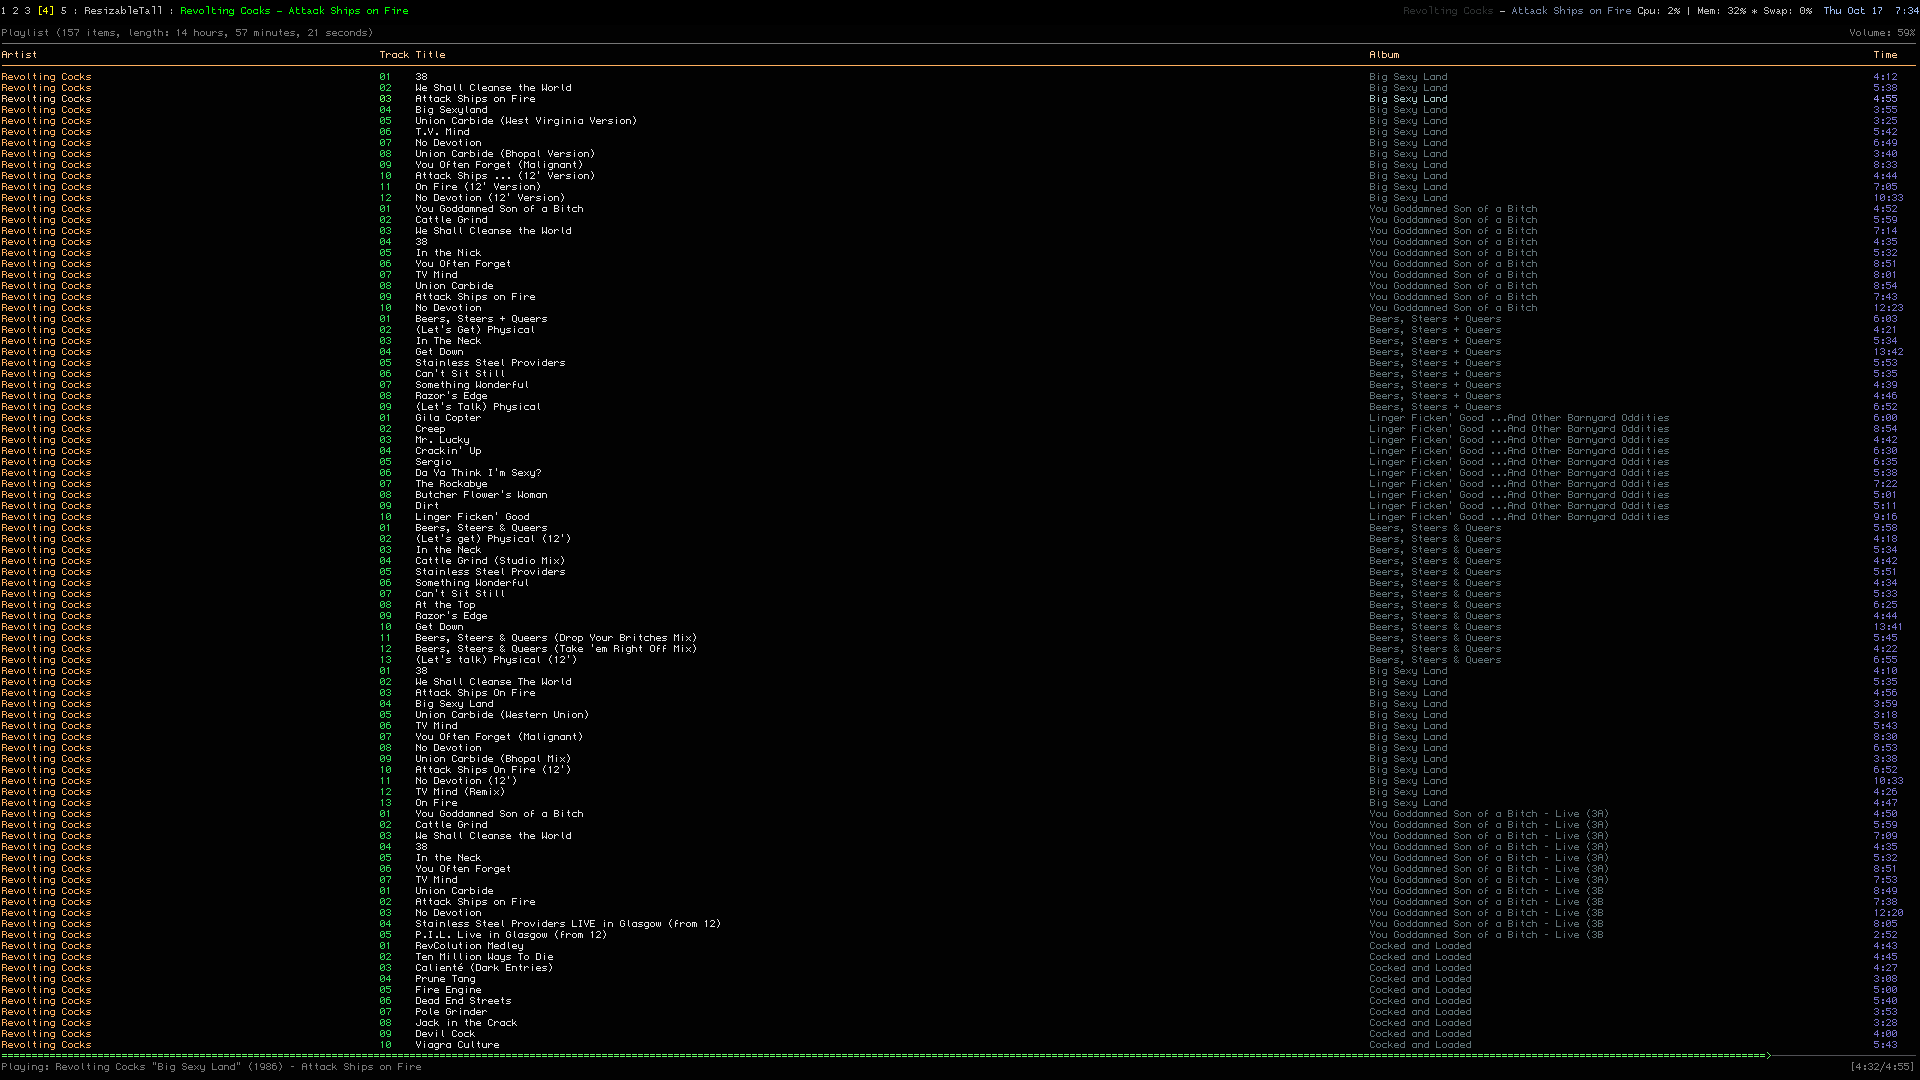 1 2 3 [4] 5 : ResizableTall : Revolting Cocks - Attack Ships on Fire Revolting Cocks - Attack Ships on Fire Cpu: 2% | Mem: 32% * Swap: 0% Thu Oct 17 7:34
Playlist (157 items, length: 14 hours, 57 minutes, 21 seconds) Volume: 59%
Artist Track Title Album Time
Revolting Cocks 01 38 Big Sexy Land 4:12
Revolting Cocks 02 We Shall Cleanse the World Big Sexy Land 5:38
Revolting Cocks 03 Attack Ships on Fire Big Sexy Land 4:55
Revolting Cocks 04 Big Sexyland Big Sexy Land 3:55
Revolting Cocks 05 Union Carbide (West Virginia Version) Big Sexy Land 3:25
Revolting Cocks 06 T.V. Mind Big Sexy Land 5:42
Revolting Cocks 07 No Devotion Big Sexy Land 6:49
Revolting Cocks 08 Union Carbide (Bhopal Version) Big Sexy Land 3:40
Revolting Cocks 09 You Often Forget (Malignant) Big Sexy Land 8:33
Revolting Cocks 10 Attack Ships ... (12' Version) Big Sexy Land 4:44
Revolting Cocks 11 On Fire (12' Version) Big Sexy Land 7:05
Revolting Cocks 12 No Devotion (12' Version) Big Sexy Land 10:33
Revolting Cocks 01 You Goddamned Son of a Bitch You Goddamned Son of a Bitch 4:52
Revolting Cocks 02 Cattle Grind You Goddamned Son of a Bitch 5:59
Revolting Cocks 03 We Shall Cleanse the World You Goddamned Son of a Bitch 7:14
Revolting Cocks 04 38 You Goddamned Son of a Bitch 4:35
Revolting Cocks 05 In the Nick You Goddamned Son of a Bitch 5:32
Revolting Cocks 06 You Often Forget You Goddamned Son of a Bitch 8:51
Revolting Cocks 07 TV Mind You Goddamned Son of a Bitch 8:01
Revolting Cocks 08 Union Carbide You Goddamned Son of a Bitch 8:54
Revolting Cocks 09 Attack Ships on Fire You Goddamned Son of a Bitch 7:43
Revolting Cocks 10 No Devotion You Goddamned Son of a Bitch 12:23
Revolting Cocks 01 Beers, Steers + Queers Beers, Steers + Queers 6:03
Revolting Cocks 02 (Let's Get) Physical Beers, Steers + Queers 4:21
Revolting Cocks 03 In The Neck Beers, Steers + Queers 5:34
Revolting Cocks 04 Get Down Beers, Steers + Queers 13:42
Revolting Cocks 05 Stainless Steel Providers Beers, Steers + Queers 5:53
Revolting Cocks 06 Can't Sit Still Beers, Steers + Queers 5:35
Revolting Cocks 07 Something Wonderful Beers, Steers + Queers 4:39
Revolting Cocks 08 Razor's Edge Beers, Steers + Queers 4:46
Revolting Cocks 09 (Let's Talk) Physical Beers, Steers + Queers 6:52
Revolting Cocks 01 Gila Copter Linger Ficken' Good ...And Other Barnyard Oddities 6:00
Revolting Cocks 02 Creep Linger Ficken' Good ...And Other Barnyard Oddities 8:54
Revolting Cocks 03 Mr. Lucky Linger Ficken' Good ...And Other Barnyard Oddities 4:42
Revolting Cocks 04 Crackin' Up Linger Ficken' Good ...And Other Barnyard Oddities 6:30
Revolting Cocks 05 Sergio Linger Ficken' Good ...And Other Barnyard Oddities 6:35
Revolting Cocks 06 Da Ya Think I'm Sexy? Linger Ficken' Good ...And Other Barnyard Oddities 5:38
Revolting Cocks 07 The Rockabye Linger Ficken' Good ...And Other Barnyard Oddities 7:22
Revolting Cocks 08 Butcher Flower's Woman Linger Ficken' Good ...And Other Barnyard Oddities 5:01
Revolting Cocks 09 Dirt Linger Ficken' Good ...And Other Barnyard Oddities 5:11
Revolting Cocks 10 Linger Ficken' Good Linger Ficken' Good ...And Other Barnyard Oddities 9:16
Revolting Cocks 01 Beers, Steers & Queers Beers, Steers & Queers 5:58
Revolting Cocks 02 (Let's get) Physical (12') Beers, Steers & Queers 4:18
Revolting Cocks 03 In the Neck Beers, Steers & Queers 5:34
Revolting Cocks 04 Cattle Grind (Studio Mix) Beers, Steers & Queers 4:42
Revolting Cocks 05 Stainless Steel Providers Beers, Steers & Queers 5:51
Revolting Cocks 06 Something Wonderful Beers, Steers & Queers 4:34
Revolting Cocks 07 Can't Sit Still Beers, Steers & Queers 5:33
Revolting Cocks 08 At the Top Beers, Steers & Queers 6:25
Revolting Cocks 09 Razor's Edge Beers, Steers & Queers 4:44
Revolting Cocks 10 Get Down Beers, Steers & Queers 13:41
Revolting Cocks 11 Beers, Steers & Queers (Drop Your Britches Mix) Beers, Steers & Queers 5:45
Revolting Cocks 12 Beers, Steers & Queers (Take 'em Right Off Mix) Beers, Steers & Queers 4:22
Revolting Cocks 13 (Let's talk) Physical (12') Beers, Steers & Queers 6:55
Revolting Cocks 01 38 Big Sexy Land 4:10
Revolting Cocks 02 We Shall Cleanse The World Big Sexy Land 5:35
Revolting Cocks 03 Attack Ships On Fire Big Sexy Land 4:56
Revolting Cocks 04 Big Sexy Land Big Sexy Land 3:59
Revolting Cocks 05 Union Carbide (Western Union) Big Sexy Land 3:18
Revolting Cocks 06 TV Mind Big Sexy Land 5:43
Revolting Cocks 07 You Often Forget (Malignant) Big Sexy Land 8:30
Revolting Cocks 08 No Devotion Big Sexy Land 6:53
Revolting Cocks 09 Union Carbide (Bhopal Mix) Big Sexy Land 3:38
Revolting Cocks 10 Attack Ships On Fire (12') Big Sexy Land 6:52
Revolting Cocks 11 No Devotion (12') Big Sexy Land 10:33
Revolting Cocks 12 TV Mind (Remix) Big Sexy Land 4:26
Revolting Cocks 13 On Fire Big Sexy Land 4:47
Revolting Cocks 01 You Goddamned Son of a Bitch You Goddamned Son of a Bitch - Live (3A) 4:50
Revolting Cocks 02 Cattle Grind You Goddamned Son of a Bitch - Live (3A) 5:59
Revolting Cocks 03 We Shall Cleanse the World You Goddamned Son of a Bitch - Live (3A) 7:09
Revolting Cocks 04 38 You Goddamned Son of a Bitch - Live (3A) 4:35
Revolting Cocks 05 In the Neck You Goddamned Son of a Bitch - Live (3A) 5:32
Revolting Cocks 06 You Often Forget You Goddamned Son of a Bitch - Live (3A) 8:51
Revolting Cocks 07 TV Mind You Goddamned Son of a Bitch - Live (3A) 7:53
Revolting Cocks 01 Union Carbide You Goddamned Son of a Bitch - Live (3B 8:49
Revolting Cocks 02 Attack Ships on Fire You Goddamned Son of a Bitch - Live (3B 7:38
Revolting Cocks 03 No Devotion You Goddamned Son of a Bitch - Live (3B 12:20
Revolting Cocks 04 Stainless Steel Providers LIVE in Glasgow (from 12) You Goddamned Son of a Bitch - Live (3B 8:05
Revolting Cocks 05 P.I.L. Live in Glasgow (from 12) You Goddamned Son of a Bitch - Live (3B 2:52
Revolting Cocks 01 RevColution Medley Cocked and Loaded 4:43
Revolting Cocks 02 Ten Million Ways To Die Cocked and Loaded 4:45
Revolting Cocks 03 Calienté (Dark Entries) Cocked and Loaded 4:27
Revolting Cocks 04 Prune Tang Cocked and Loaded 3:08
Revolting Cocks 05 Fire Engine Cocked and Loaded 5:00
Revolting Cocks 06 Dead End Streets Cocked and Loaded 5:40
Revolting Cocks 07 Pole Grinder Cocked and Loaded 3:53
Revolting Cocks 08 Jack in the Crack Cocked and Loaded 3:28
Revolting Cocks 09 Devil Cock Cocked and Loaded 4:00
Revolting Cocks 10 Viagra Culture Cocked and Loaded 5:43
Playing: Revolting Cocks "Big Sexy Land" (1986) - Attack Ships on Fire [4:32/4:55]